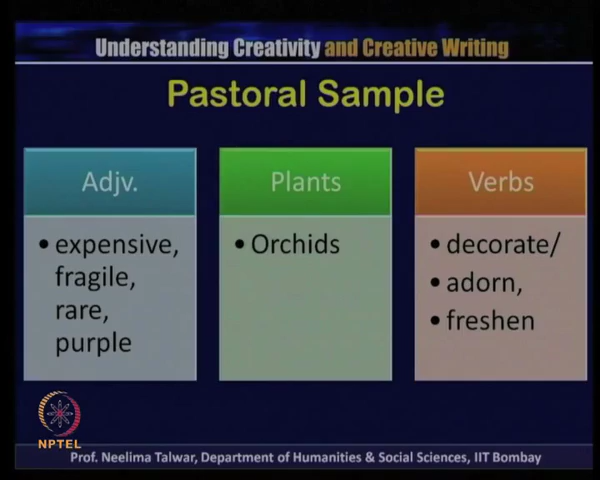 Understanding Creativity and Creative Writing
Pastoral Sample
Adjv.
• expensive,
fragile,
rare,
purple
Plants
• Orchids
Verbs
• decorate/
• adorn,
• freshen
NPTEL
Prof. Neelima Talwar, Department of Humanities & Social Sciences, IIT Bombay